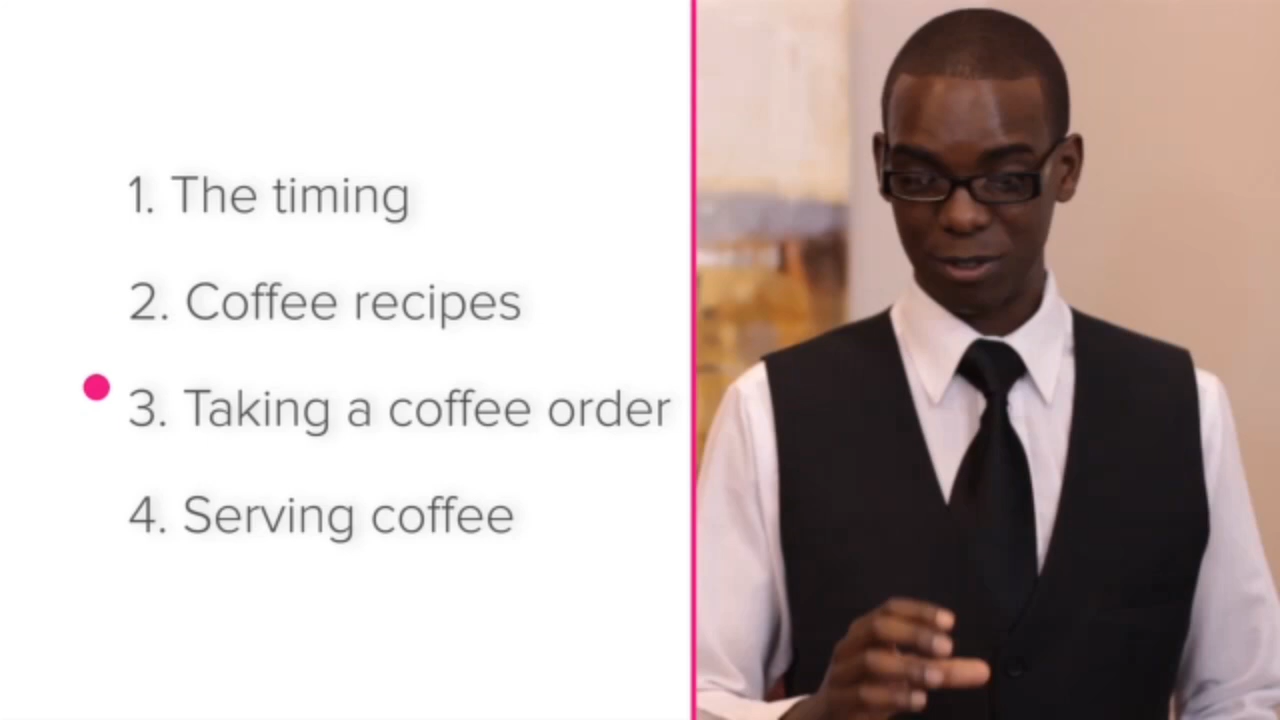 1. The timing
2. Coffee recipes
3. Taking a coffee order
4. Serving coffee